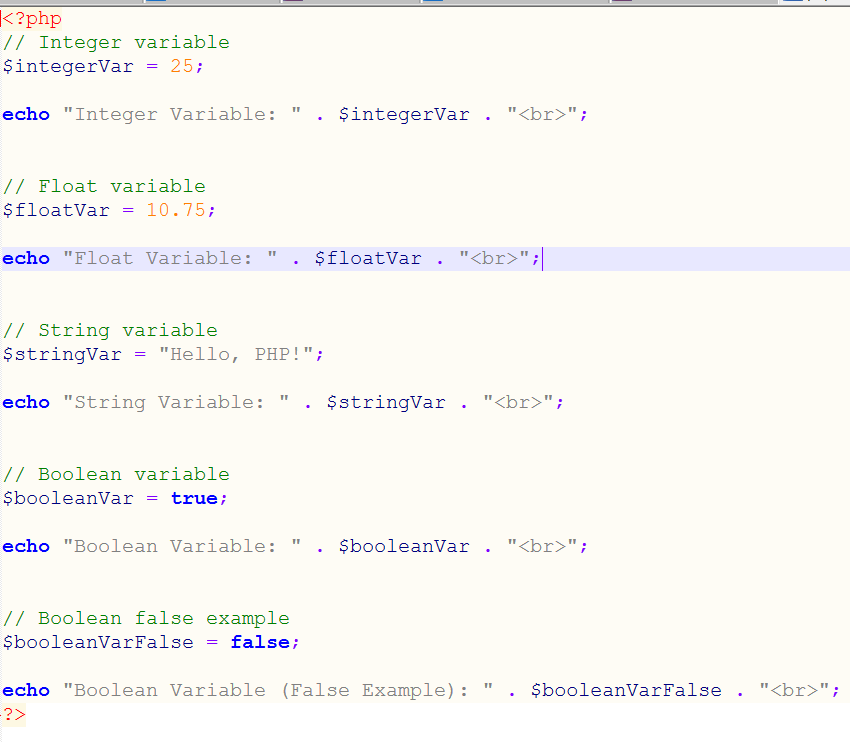 <?php
// Integer variable
$integerVar = 25;
echo "Integer Variable: " . $integerVar . "<br>";
// Float variable
$floatVar = 10.75;
echo "Float Variable: " . $floatVar . "<br>";
// String variable
$stringVar = "Hello, PHP!";
echo "String Variable: " . $stringVar . "<br>";
// Boolean variable
$booleanVar = true;
echo "Boolean Variable: " . $booleanVar . "<br>";
// Boolean false example
$booleanVarFalse = false;
echo "Boolean Variable (False Example): " . $booleanVarFalse . "<br>";
?>